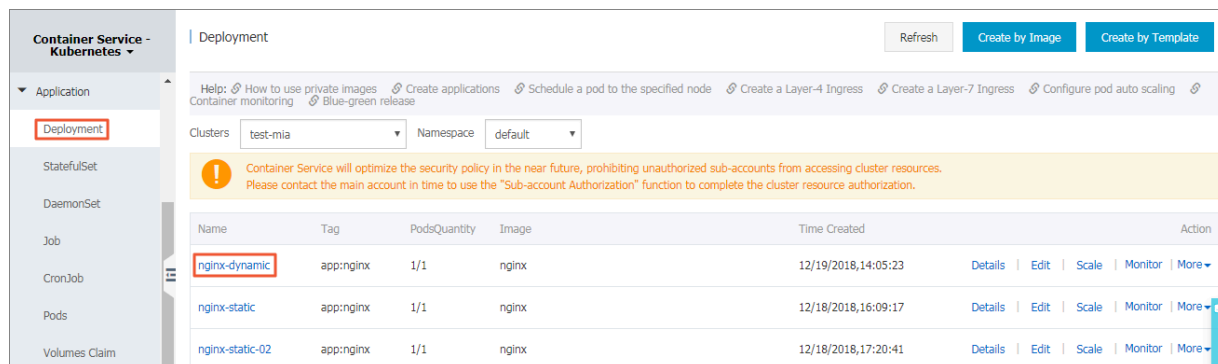 Container Service -
Kubernetes
Deployment
Refresh
Create by Image
Create by Template
Application
Help: How to use private images Create applications Schedule a pod to the specified node Create a Layer-4 Ingress Create a Layer-7 Ingress Configure pod auto scaling
Container monitoring Blue-green release
Deployment
Clusters test-mia Namespace default
StatefulSet
Container Service will optimize the security policy in the near future, prohibiting unauthorized sub-accounts from accessing cluster resources.
Please contact the main account in time to use the "Sub-account Authorization" function to complete the cluster resource authorization.
DaemonSet
Job
CronJob
Pods
Volumes Claim
Name Tag PodsQuantity Image Time Created Action
nginx-dynamic app:nginx 1/1 nginx 12/19/2018,14:05:23 Details | Edit | Scale | Monitor | More
nginx-static app:nginx 1/1 nginx 12/18/2018,16:09:17 Details | Edit | Scale | Monitor | More
nginx-static-02 app:nginx 1/1 nginx 12/18/2018,17:20:41 Details | Edit | Scale | Monitor | More